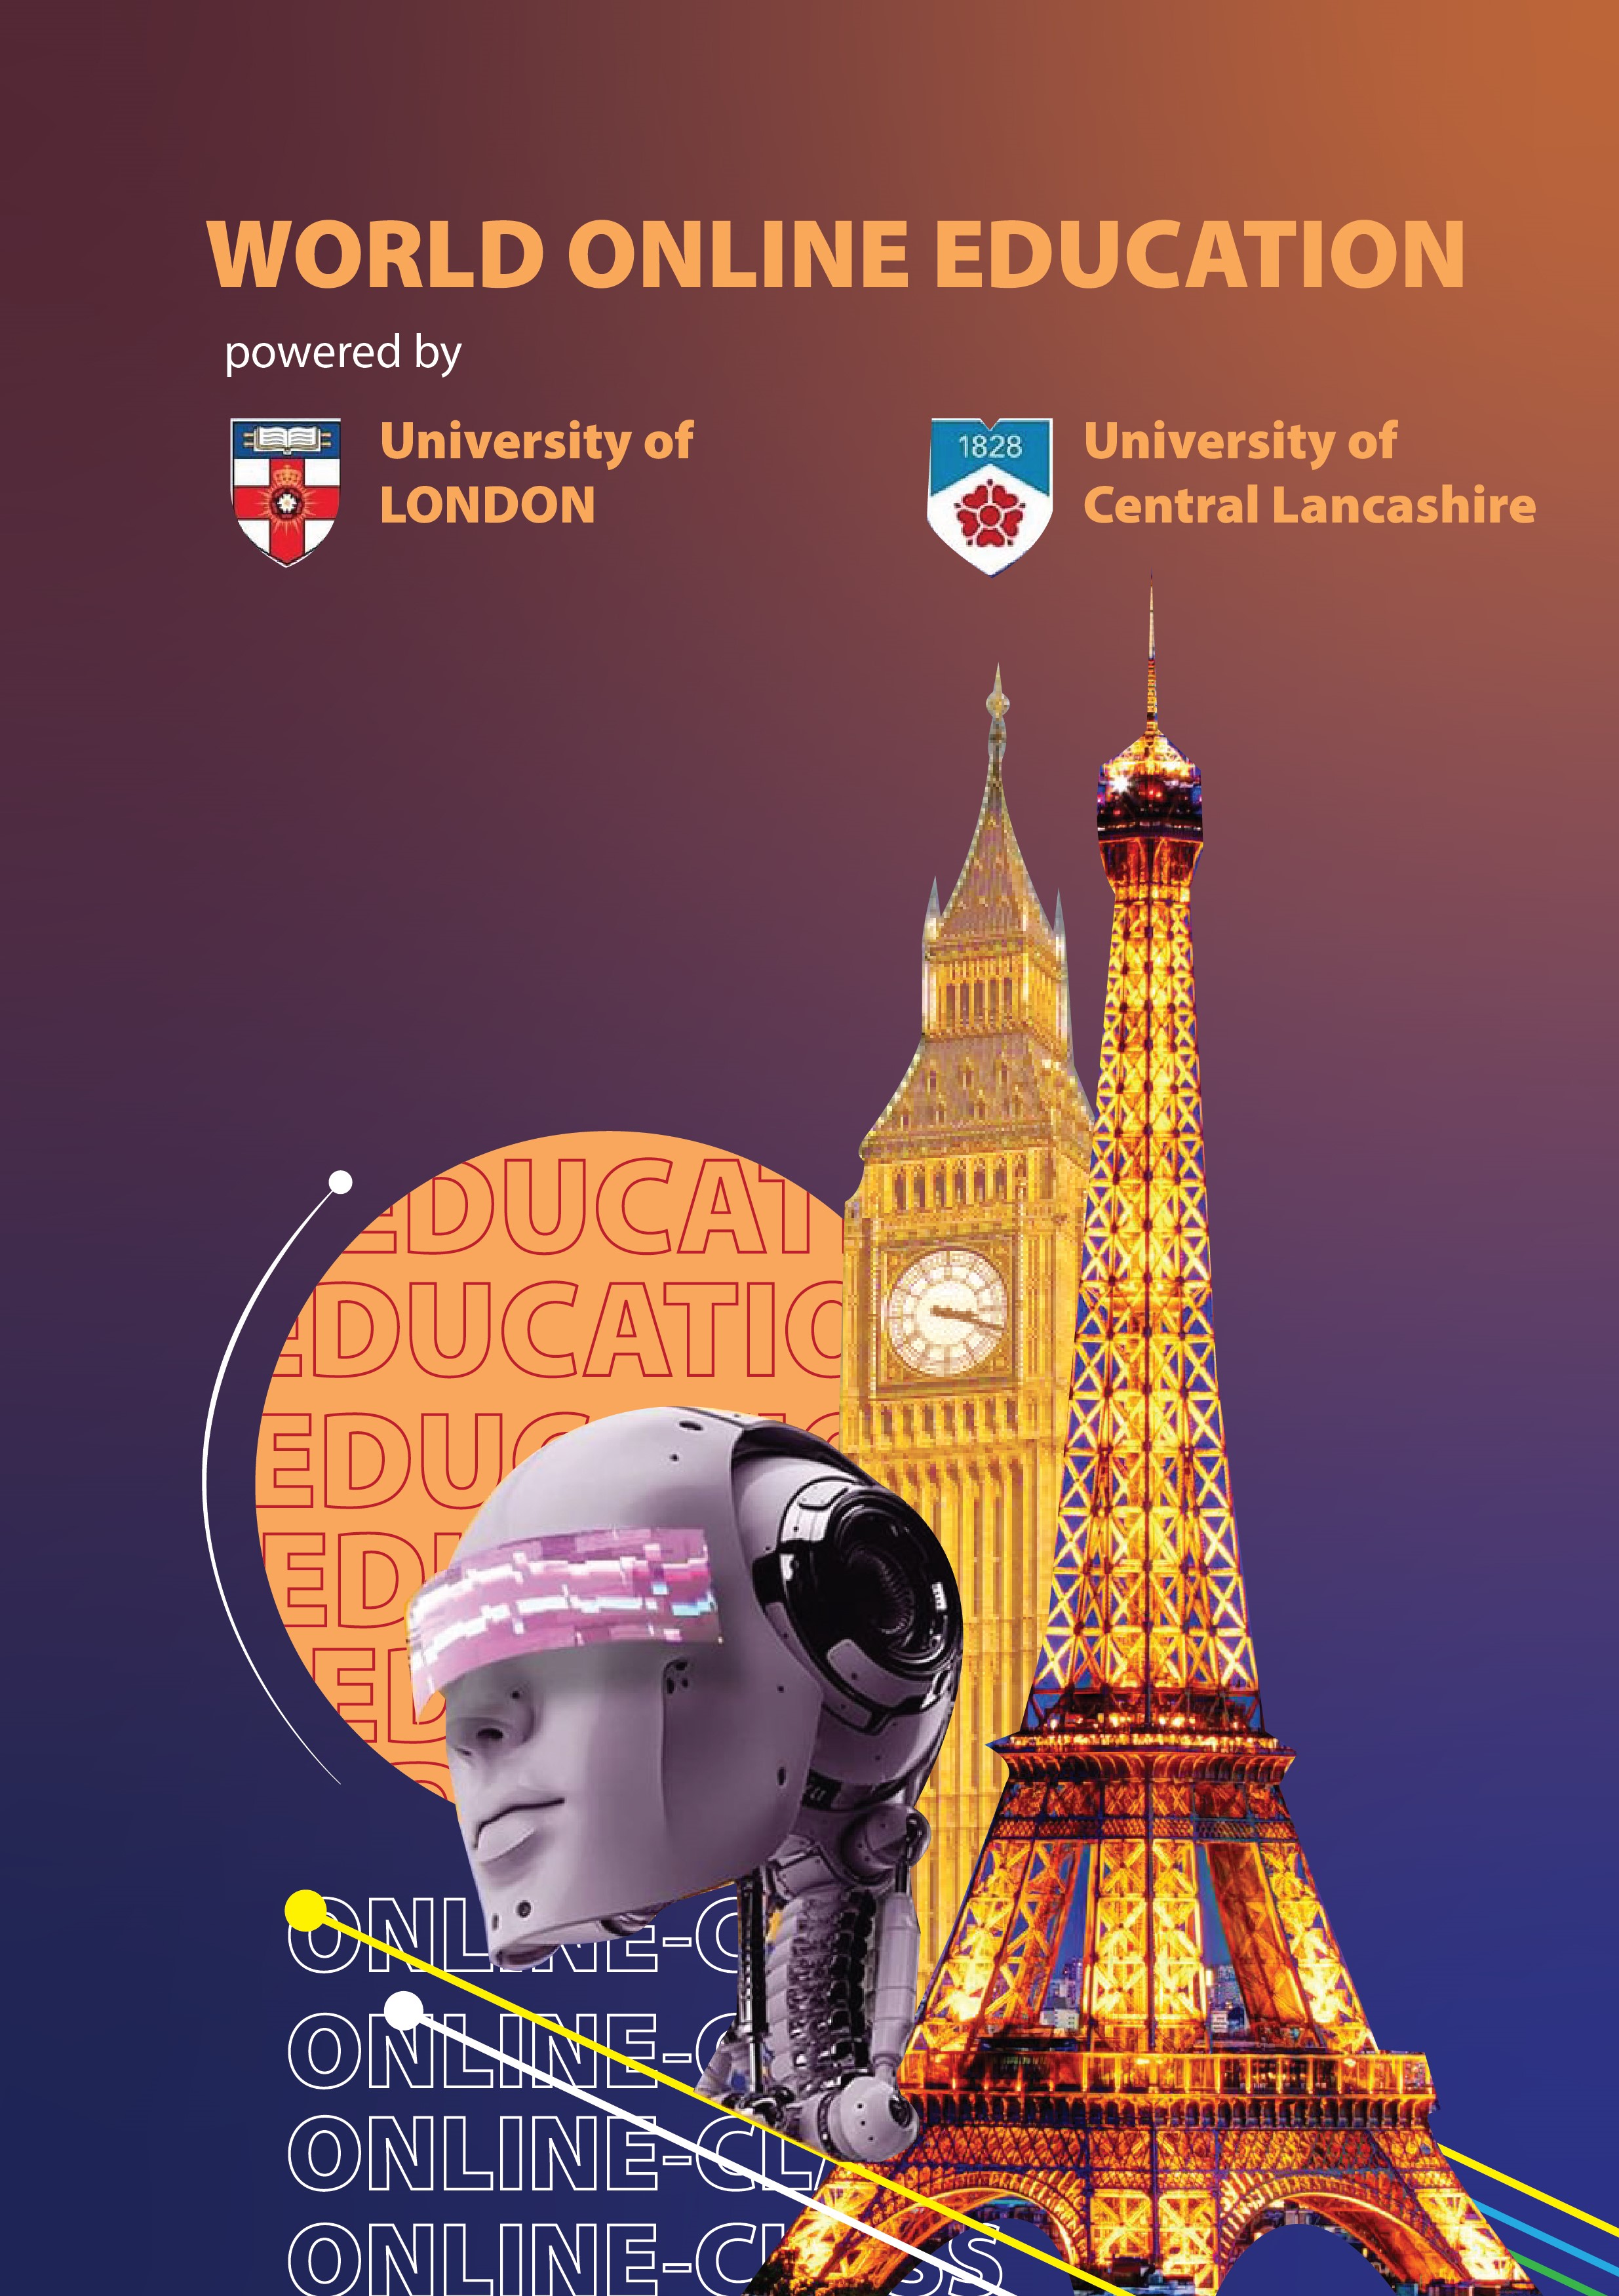 WORLD ONLINE EDUCATION
powered by
University of
LONDON
1828
University of
Central Lancashire
EDUCAT
EDUCATIO
EDUC
EDU
ED
ONLINE-C
ONLINE-C
ONLINE-CLA
ONLINE-CLASS